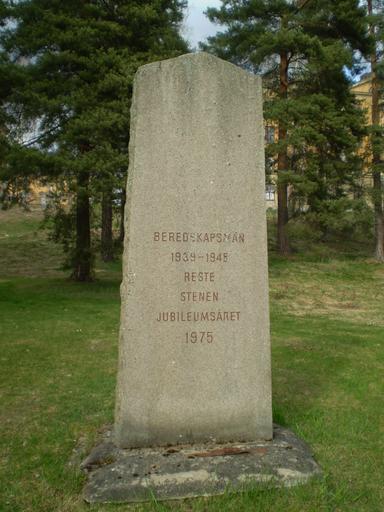 BEREDSKAPSMÄN
1939-1945
RESTE
STENEN
JUBILEUMSÅRET
1975